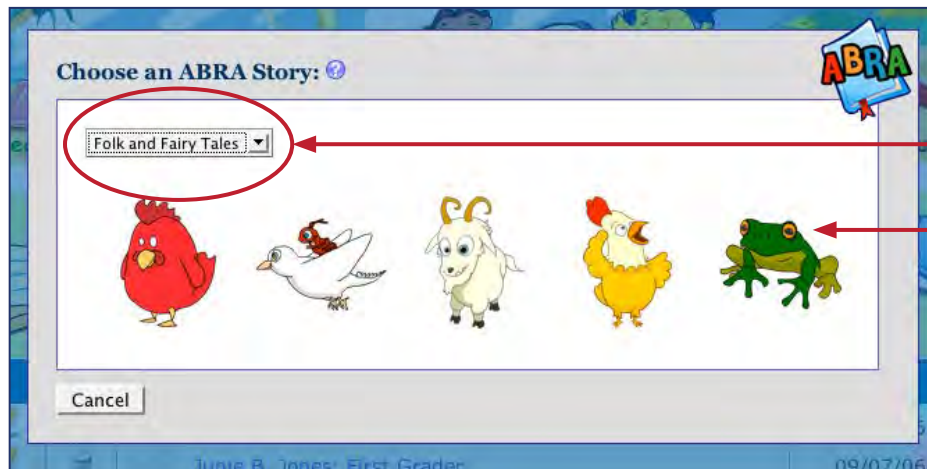 Choose an ABRA Story:
ABRA
Folk and Fairy Tales
Cancel
Junie B. Jones: First Grader 09/07/06